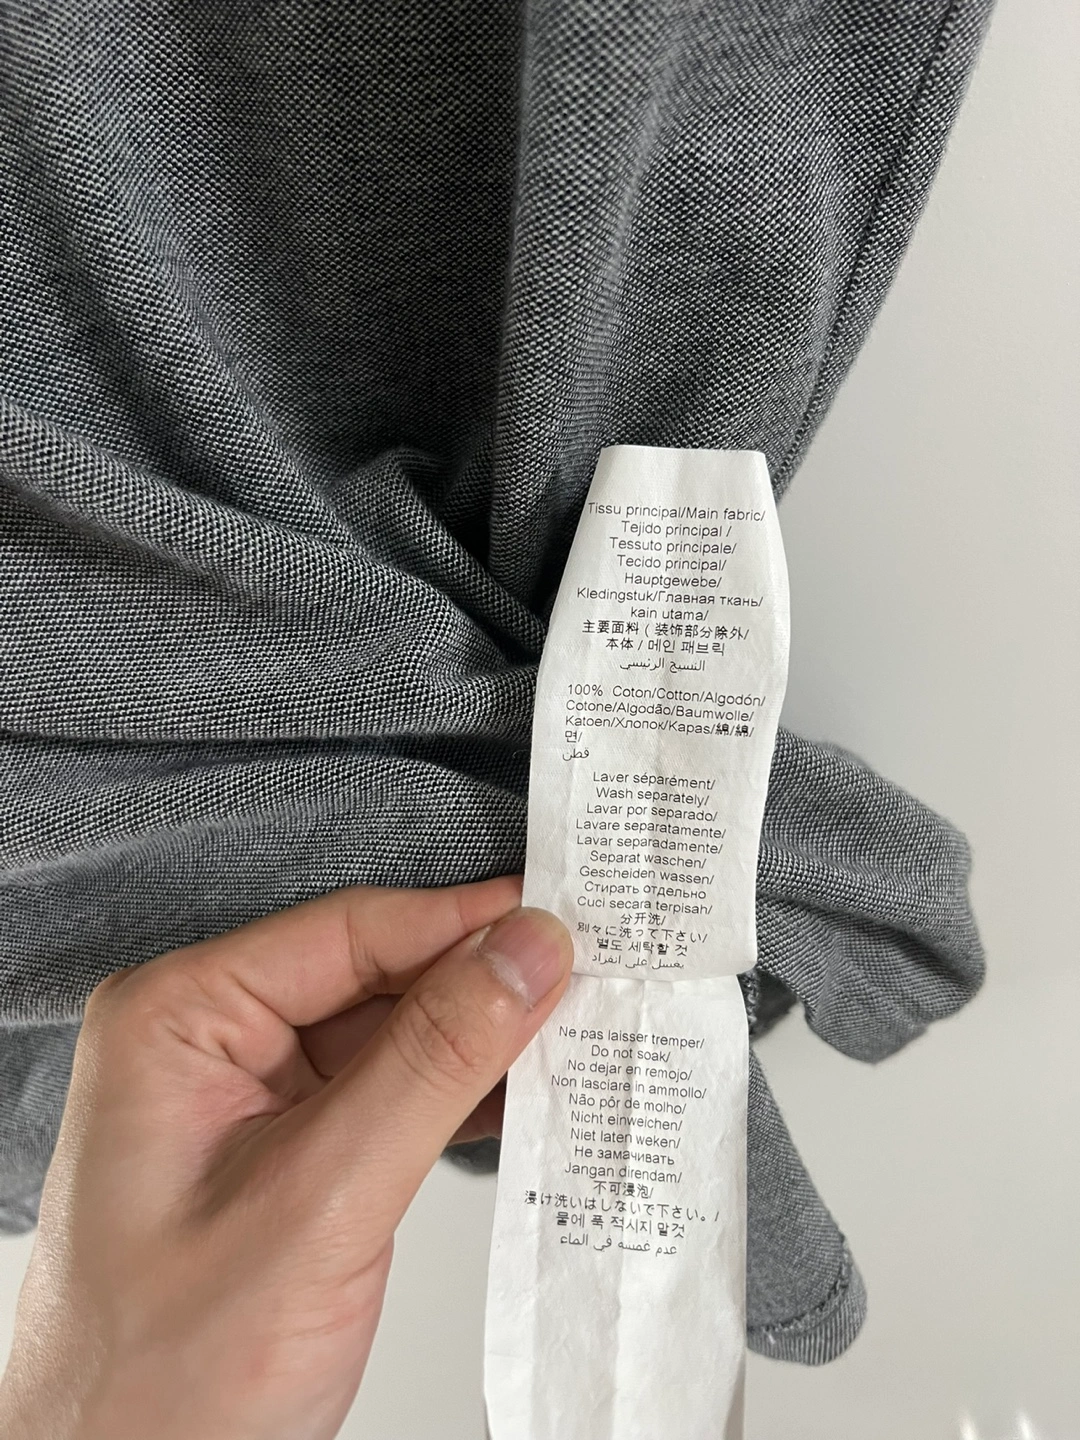 Tissu principal/Main fabric/
Tejido principal /
Tessuto principale/
Tecido principal/
Hauptgewebe/
Kledingstuk/Главная ткань/
kain utama/
主要面料 ( 装饰部分除外/
本体 / 메인 패브릭
النسيج الرئيسي
100% Coton/Cotton/Algodón/
Cotone/Algodão/Baumwolle/
Katoen/Хлопок/Kapas/綿/綿/
면/
قطن
Laver séparément/
Wash separately/
Lavar por separado/
Lavare separatamente/
Lavar separadamente/
Separat waschen/
Gescheiden wassen/
Стирать отдельно
Cuci secara terpisah/
分开洗/
別々に洗って下さい/
별도 세탁할 것
يغسل على انفراد
Ne pas laisser tremper/
Do not soak/
No dejar en remojo/
Non lasciare in ammollo/
Não pôr de molho/
Nicht einweichen/
Niet laten weken/
Не замачивать
Jangan direndam/
不可浸泡/
浸け洗いはしないで下さい。/
물에 푹 적시지 말것
عدم غمسه في الماء